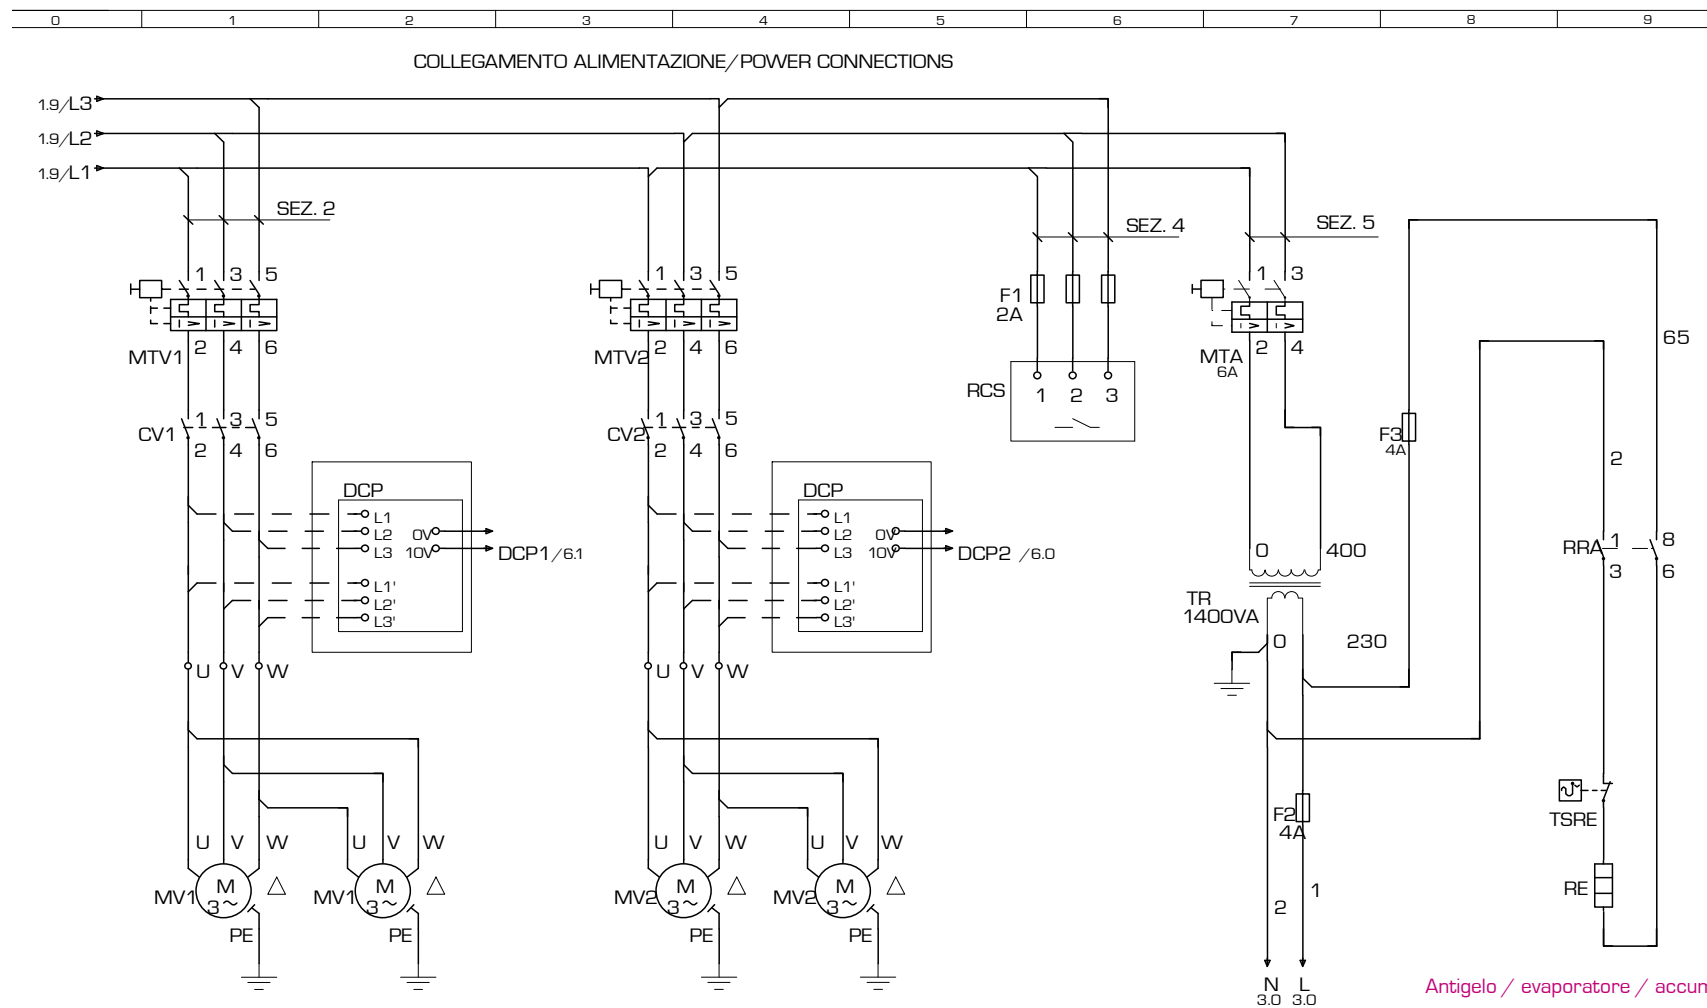 0 1 2 3 4 5 6 7 8 9
COLLEGAMENTO ALIMENTAZIONE/POWER CONNECTIONS
1.9/L3
1.9/L2
1.9/L1
SEZ. 2
SEZ. 4
SEZ. 5
1 3 5
1 3 5
1 3
F1
2A
2 4 6
MTV1
2 4 6
MTV2
2 4
MTA
6A
65
RCS
1 2 3
1 3 5
CV1
2 4 6
1 3 5
CV2
2 4 6
F3
4A
2
DCP
L1
L2 0V
L3 10V
DCP1/6.1
L1'
L2'
L3'
DCP
L1
L2 0V
L3 10V
DCP2 /6.0
L1'
L2'
L3'
0 400
RRA 1 8
3 6
TR
1400VA
0 230
U V W
U V W
F2
4A
TSRE
U V W
U V W
U V W
U V W
MV1 M
3~
MV1 M
3~
MV2 M
3~
MV2 M
3~
RE
2 1
PE
PE
PE
PE
N L
3.0 3.0
Antigelo / evaporatore / accun